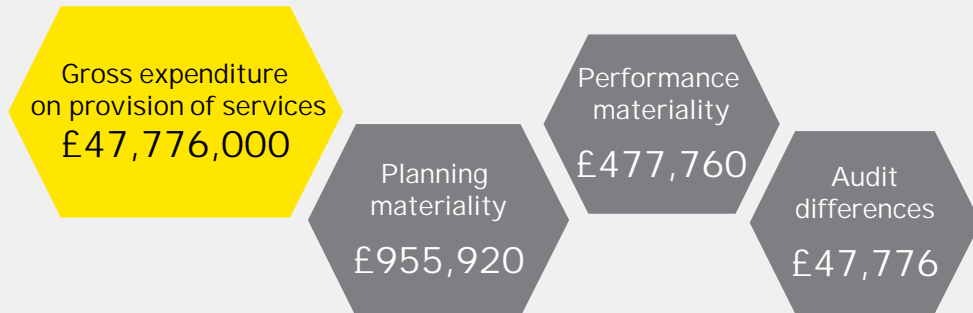 Gross expenditure
on provision of services
£47,776,000
Planning
materiality
£955,920
Performance
materiality
£477,760
Audit
differences
£47,776